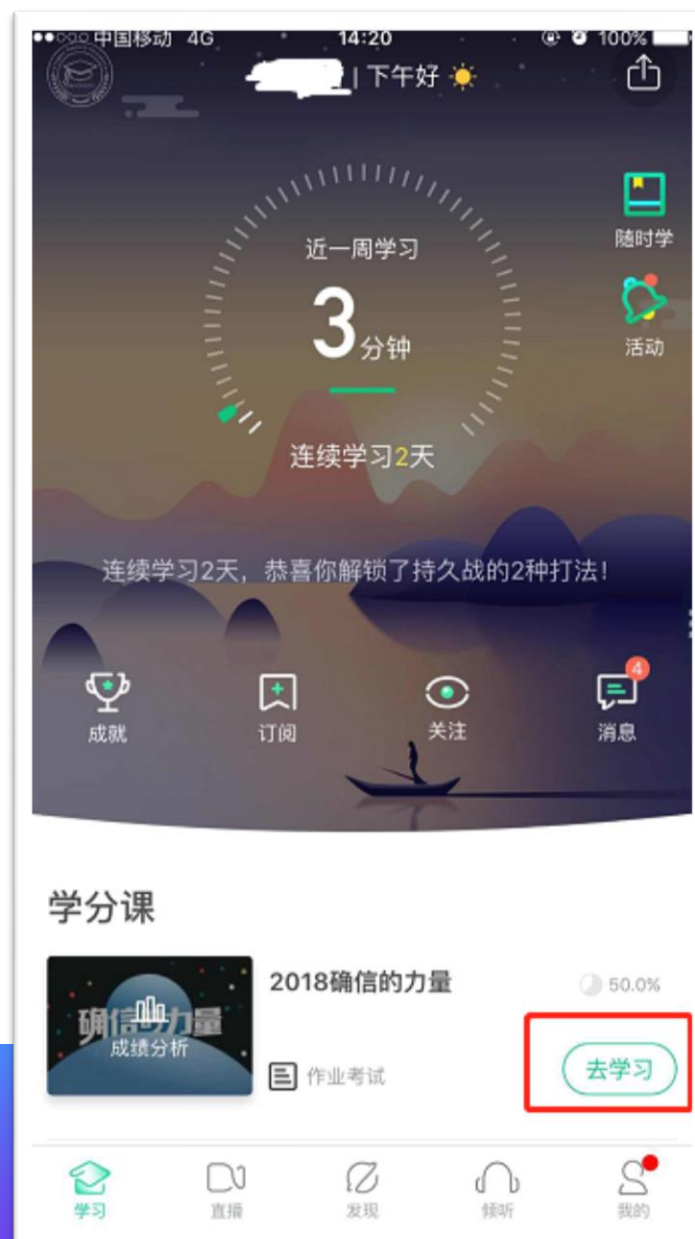 中国移动 4G 14:20 100%
| 下午好
随时学
近一周学习
3分钟
活动
连续学习2天
连续学习2天，恭喜你解锁了持久战的2种打法！
4
成就 订阅 关注 消息
学分课
2018确信的力量 50.0%
确信的力量
成绩分析
作业考试
去学习
学习 直播 发现 倾听 我的